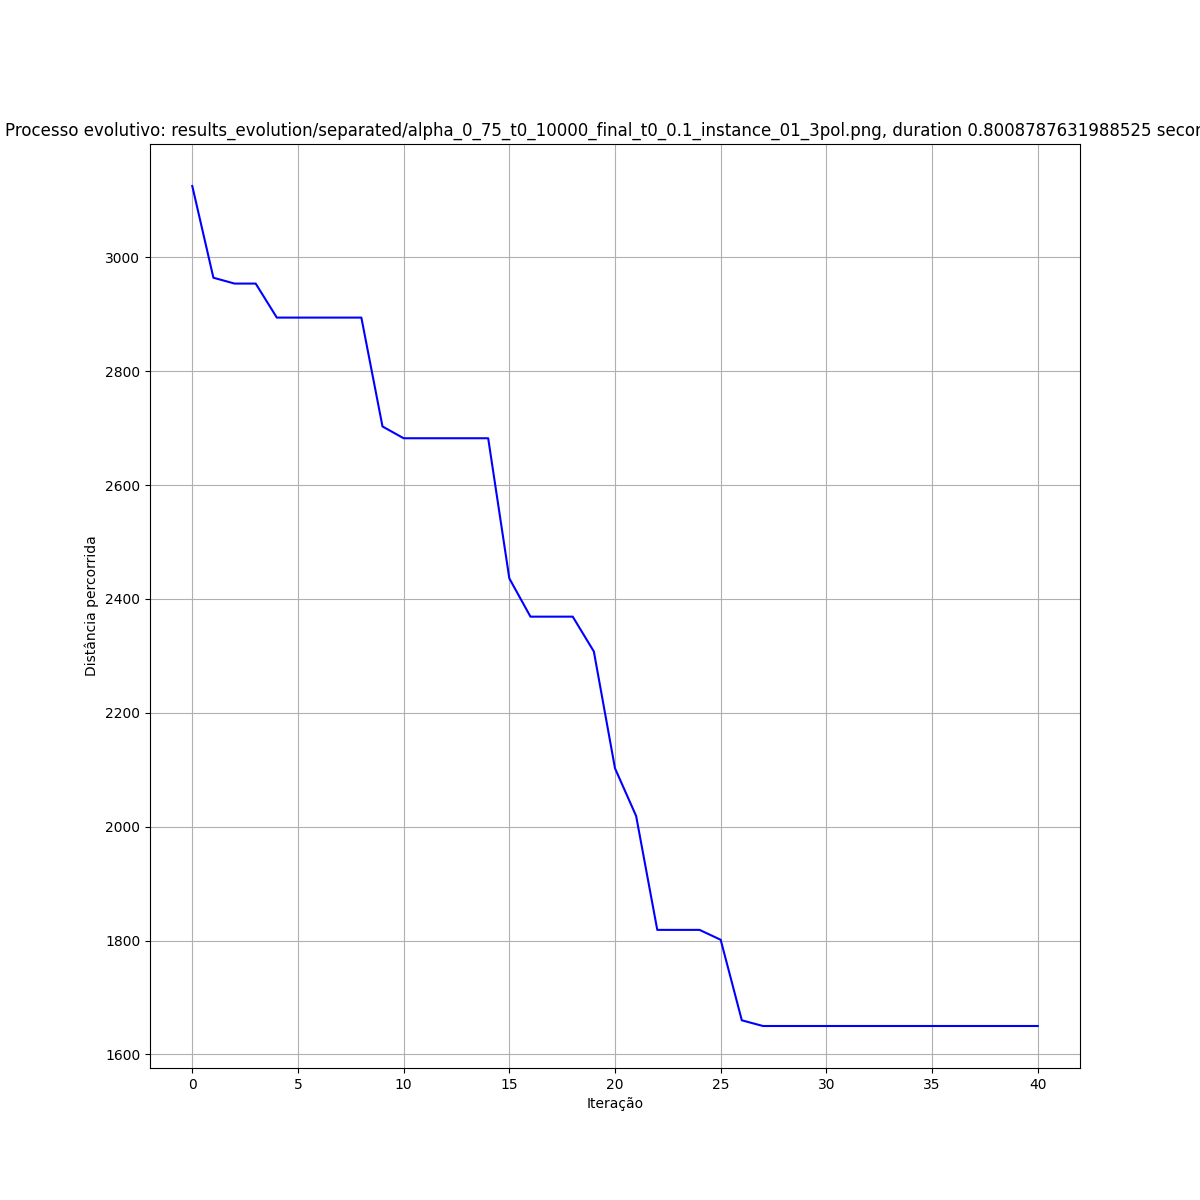 Processo evolutivo: results_evolution/separated/alpha_0_75_t0_10000_final_t0_0.1_instance_01_3pol.png, duration 0.8008787631988525
3000
2800
2600
2400
2200
2000
1800
1600
Distância percorrida
0 5 10 15 20 25 30 35 40
Iteração